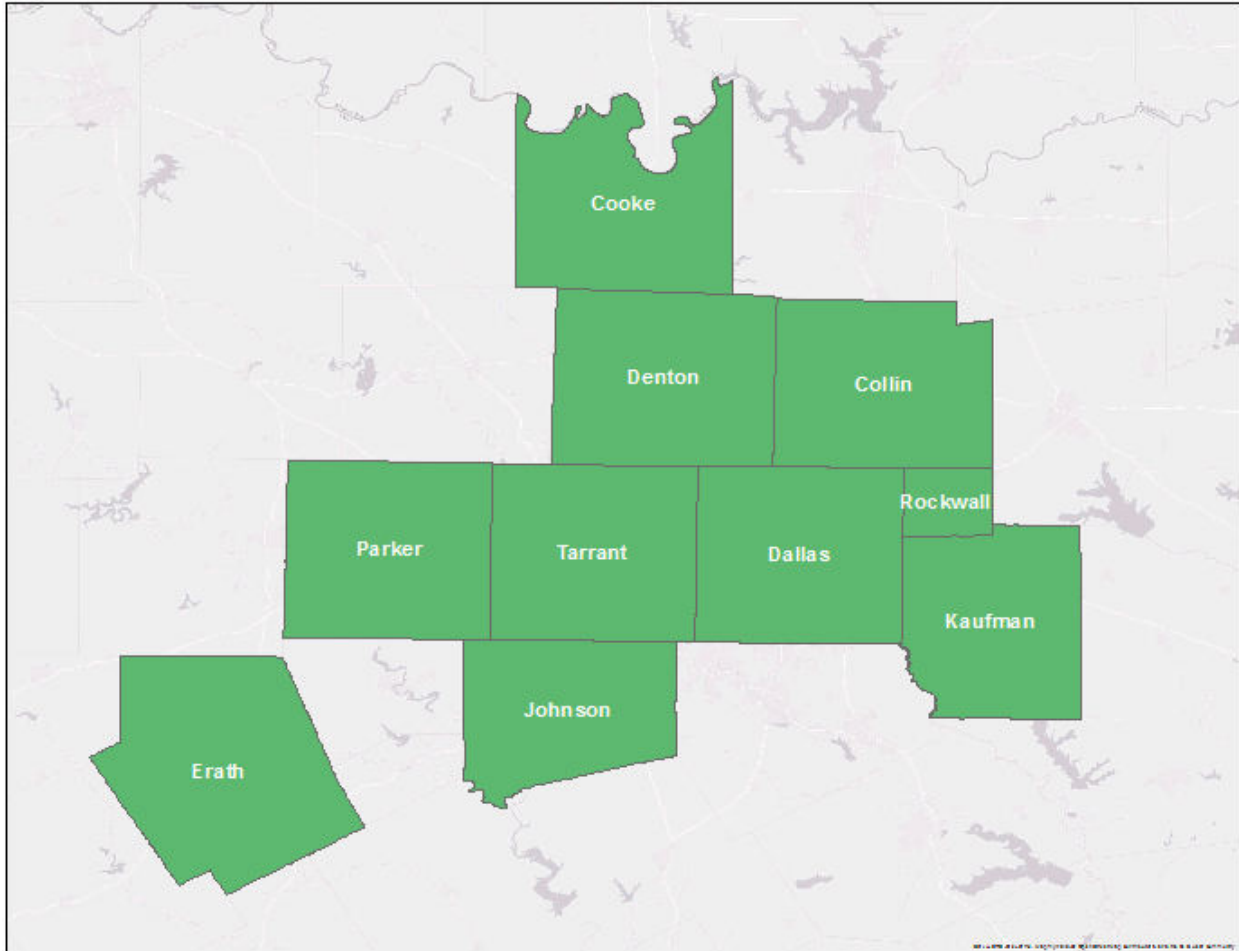 Cooke
Denton
Collin
Rockwall
Parker
Tarrant
Dallas
Kaufman
Johnson
Erath